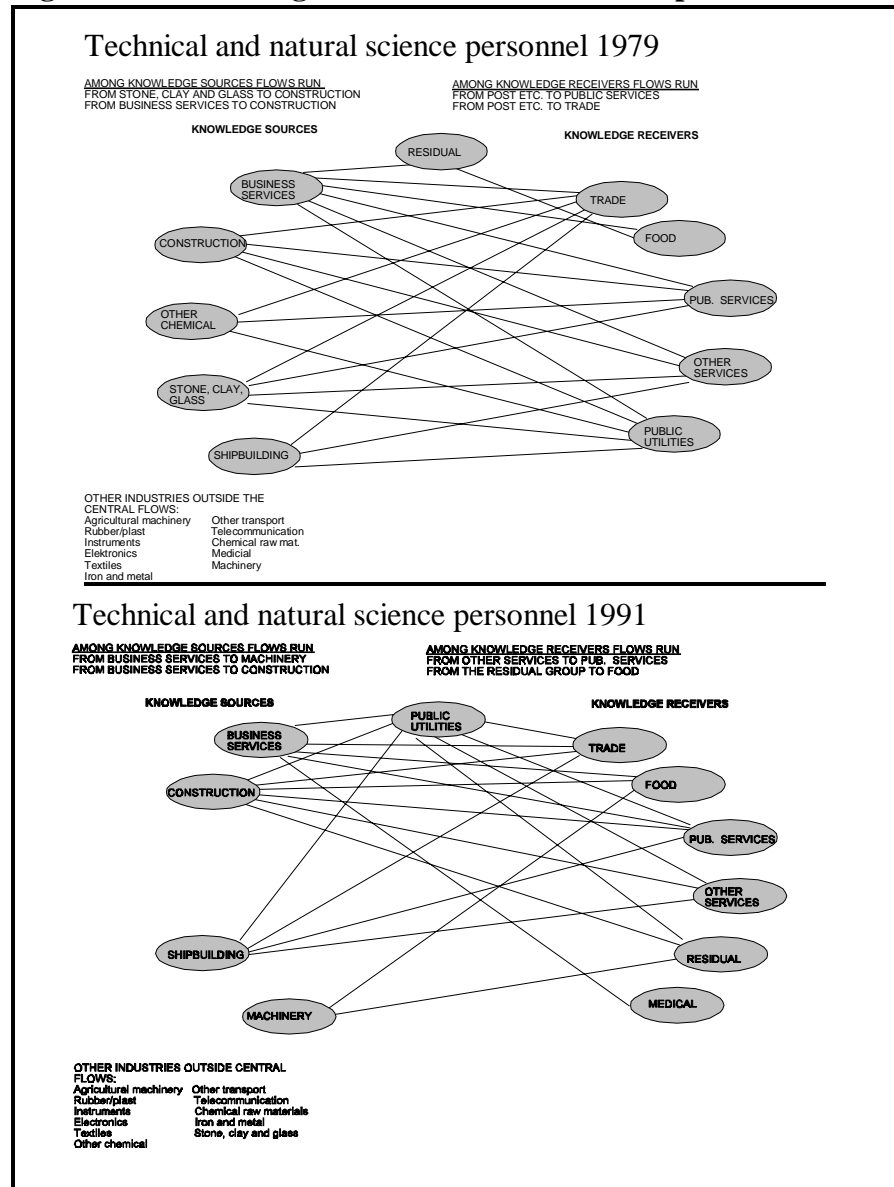 Technical and natural science personnel 1979
AMONG KNOWLEDGE SOURCES FLOWS RUN
FROM STONE, CLAY AND GLASS TO CONSTRUCTION
FROM BUSINESS SERVICES TO CONSTRUCTION
AMONG KNOWLEDGE RECEIVERS FLOWS RUN
FROM POST ETC. TO PUBLIC SERVICES
FROM POST ETC. TO TRADE
KNOWLEDGE SOURCES
KNOWLEDGE RECEIVERS
RESIDUAL
BUSINESS
SERVICES
TRADE
CONSTRUCTION
FOOD
PUB. SERVICES
OTHER
CHEMICAL
OTHER
SERVICES
STONE, CLAY,
GLASS
PUBLIC
UTILITIES
SHIPBUILDING
OTHER INDUSTRIES OUTSIDE THE
CENTRAL FLOWS:
Agricultural machinery Other transport
Rubber/plast Telecommunication
Instruments Chemical raw mat.
Elektronics Medicial
Textiles Machinery
Iron and metal
Technical and natural science personnel 1991
AMONG KNOWLEDGE SOURCES FLOWS RUN
FROM BUSINESS SERVICES TO MACHINERY
FROM BUSINESS SERVICES TO CONSTRUCTION
AMONG KNOWLEDGE RECEIVERS FLOWS RUN
FROM OTHER SERVICES TO PUB. SERVICES
FROM THE RESIDUAL GROUP TO FOOD
KNOWLEDGE SOURCES
KNOWLEDGE RECEIVERS
PUBLIC
UTILITIES
BUSINESS
SERVICES
TRADE
CONSTRUCTION
FOOD
PUB. SERVICES
OTHER
SERVICES
SHIPBUILDING
RESIDUAL
MACHINERY
MEDICAL
OTHER INDUSTRIES OUTSIDE CENTRAL
FLOWS:
Agricultural machinery Other transport
Rubber/plast Telecommunication
Instruments Chemical raw materials
Electronics Iron and metal
Textiles Stone, clay and glass
Other chemical